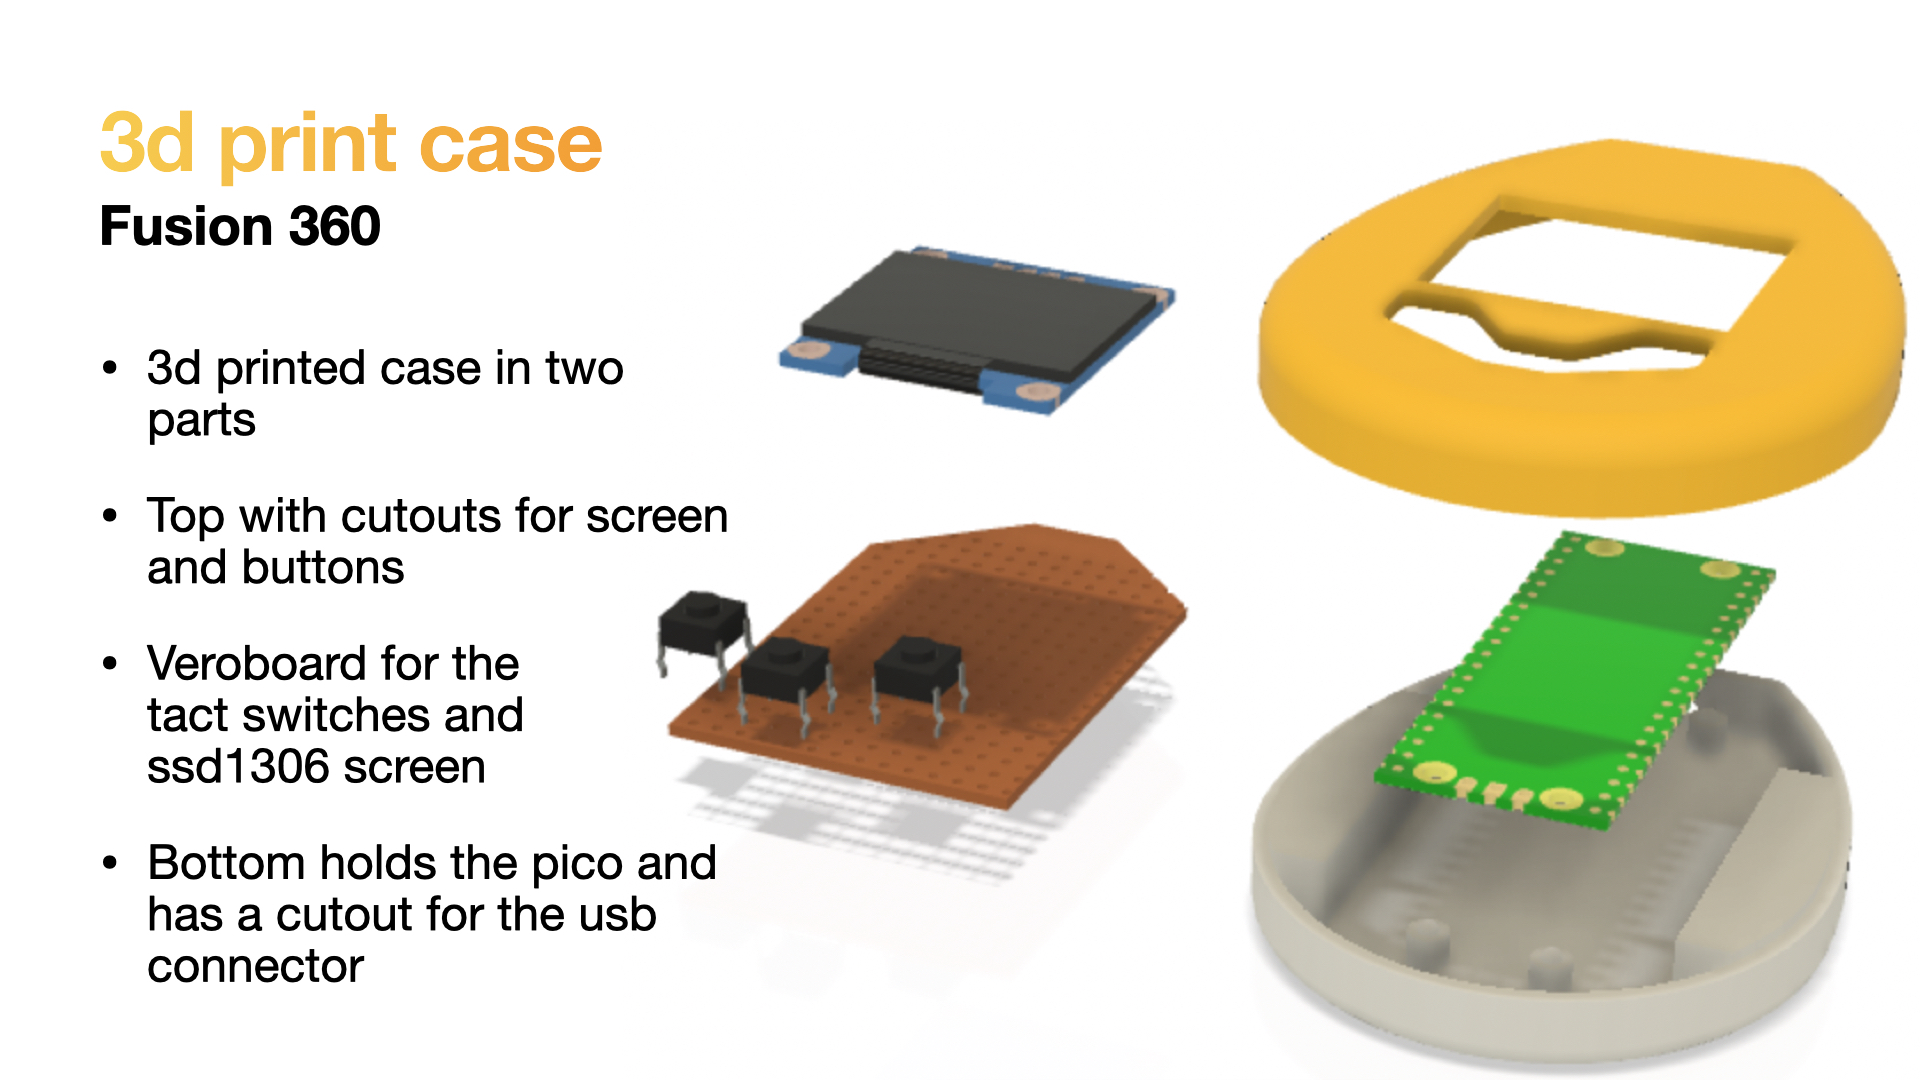 3d print case
Fusion 360
• 3d printed case in two
parts
• Top with cutouts for screen
and buttons
• Veroboard for the
tact switches and
ssd1306 screen
• Bottom holds the pico and
has a cutout for the usb
connector